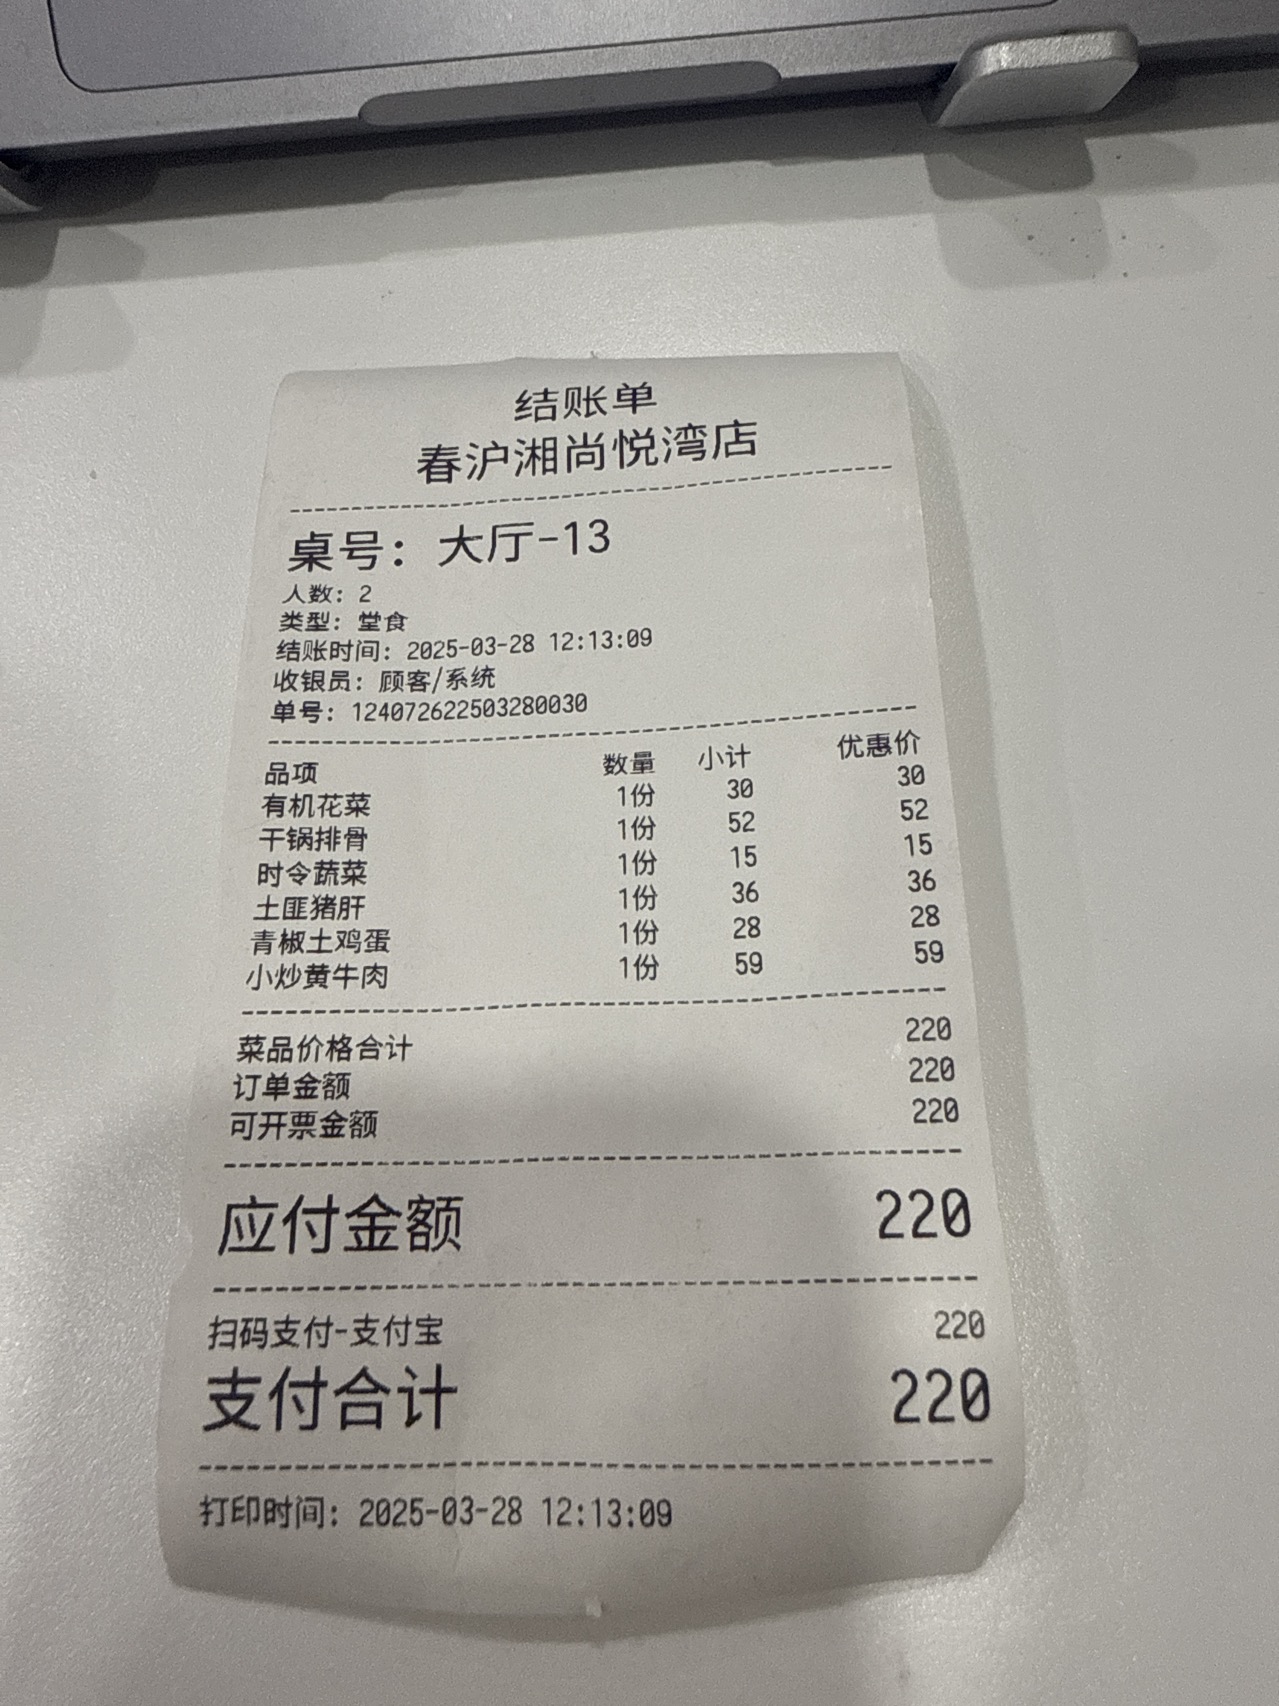 结账单
春沪湘尚悦湾店
桌号：大厅-13
人数：2
类型：堂食
结账时间：2025-03-28 12:13:09
收银员：顾客/系统
单号：124072622503280030
品项 数量 小计 优惠价
有机花菜 1份 30 30
干锅排骨 1份 52 52
时令蔬菜 1份 15 15
土匪猪肝 1份 36 36
青椒土鸡蛋 1份 28 28
小炒黄牛肉 1份 59 59
菜品价格合计 220
订单金额 220
可开票金额 220
应付金额 220
扫码支付-支付宝 220
支付合计 220
打印时间：2025-03-28 12:13:09